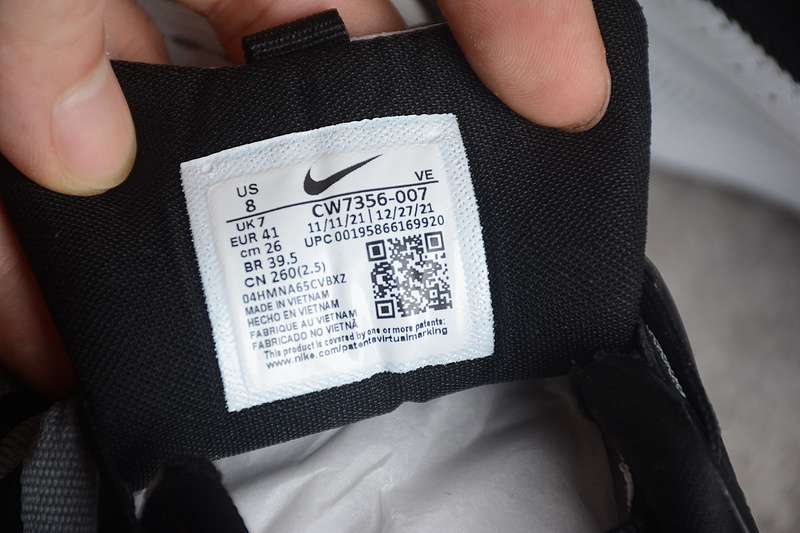 US
8
VE
UK 7
CW7356-007
EUR 41
11/11/21 | 12/27/21
cm 26
UPC 00195866169920
BR 39.5
CN 260(2.5)
04HMNA65CVBXZ
MADE IN VIETNAM
HECHO EN VIETNAM
FABRIQUE AU VIETNAM
FABRICADO NO VIETNÃ
This product is covered by one or more patents:
www.nike.com/patentsvirtualmarking